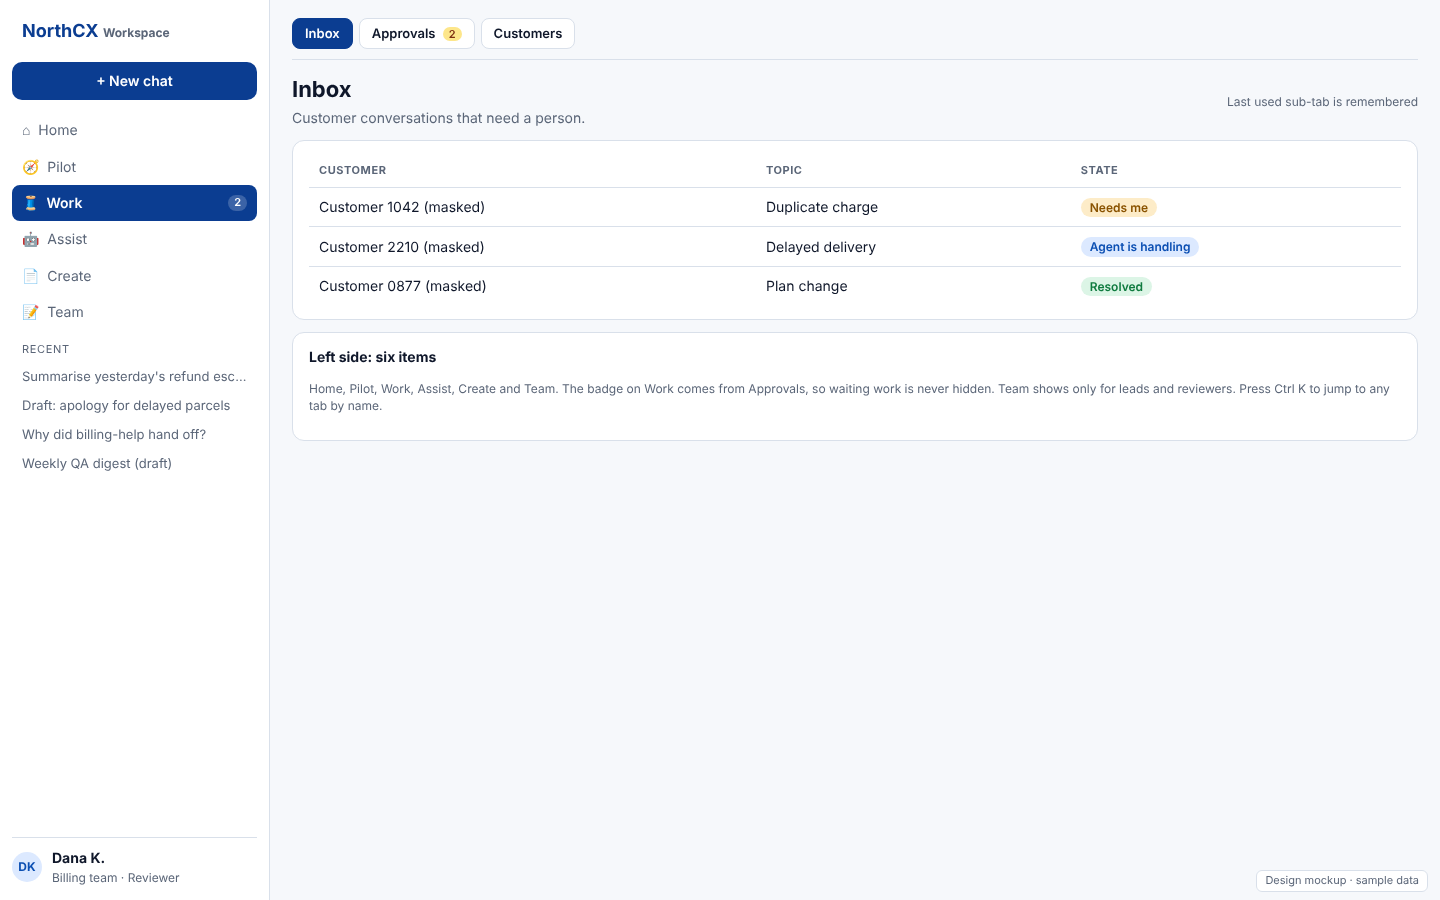 NorthCX Workspace
+ New chat
Home
Pilot
Work 2
Assist
Create
Team
RECENT
Summarise yesterday's refund esc...
Draft: apology for delayed parcels
Why did billing-help hand off?
Weekly QA digest (draft)
DK
Dana K.
Billing team · Reviewer
Inbox
Approvals 2
Customers
Inbox
Customer conversations that need a person.
Last used sub-tab is remembered
CUSTOMER TOPIC STATE
Customer 1042 (masked) Duplicate charge Needs me
Customer 2210 (masked) Delayed delivery Agent is handling
Customer 0877 (masked) Plan change Resolved
Left side: six items
Home, Pilot, Work, Assist, Create and Team. The badge on Work comes from Approvals, so waiting work is never hidden. Team shows only for leads and reviewers. Press Ctrl K to jump to any
tab by name.
Design mockup · sample data